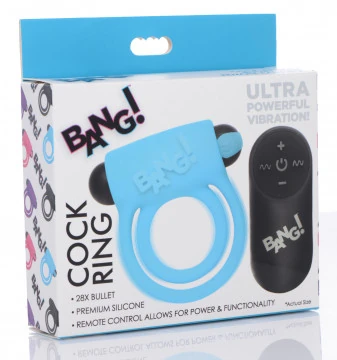 ULTRA
POWERFUL
VIBRATION!
BANG!
BANG!
COCK
RING
BANG!
• 28X BULLET
• PREMIUM SILICONE
• REMOTE CONTROL ALLOWS FOR POWER & FUNCTIONALITY
*Actual Size